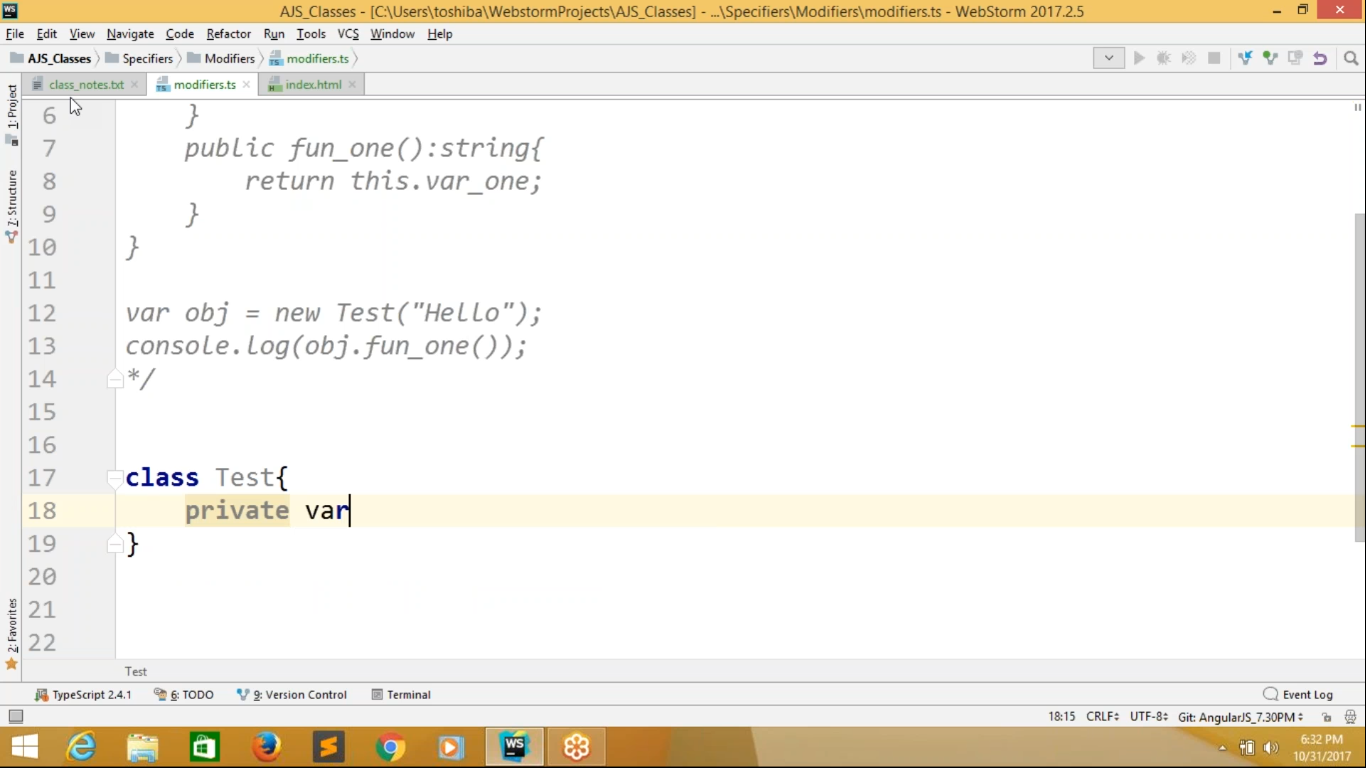 WS AJS_Classes - [C:\Users\toshiba\WebstormProjects\AJS_Classes] - ...\Specifiers\Modifiers\modifiers.ts - WebStorm 2017.2.5
File Edit View Navigate Code Refactor Run Tools VCS Window Help
AJS_Classes Specifiers Modifiers modifiers.ts
class_notes.txt modifiers.ts index.html
1: Project
7: Structure
2: Favorites
6 }
7 public fun_one():string{
8 return this.var_one;
9 }
10 }
11
12 var obj = new Test("Hello");
13 console.log(obj.fun_one());
14 */
15
16
17 class Test{
18 private var
19 }
20
21
22
Test
TypeScript 2.4.1 6: TODO 9: Version Control Terminal Event Log
18:15 CRLF UTF-8 Git: AngularJS_7.30PM
WS
6:32 PM
10/31/2017